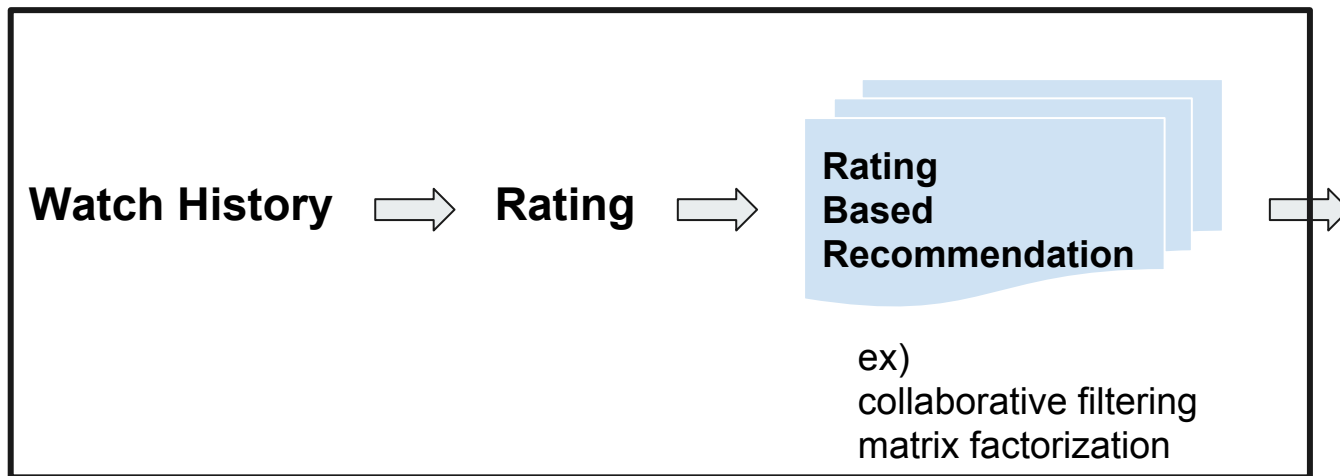 Watch History
Rating
Rating
Based
Recommendation
ex)
collaborative filtering
matrix factorization